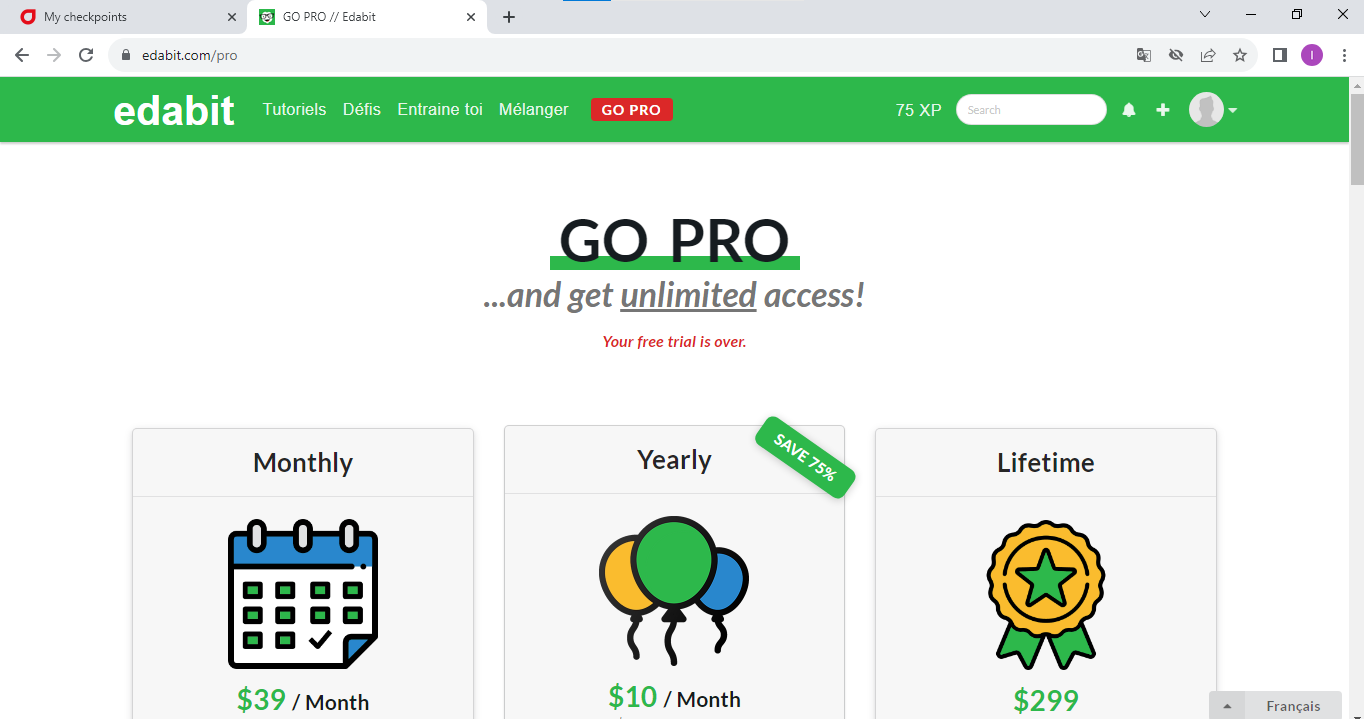 My checkpoints
GO PRO // Edabit
edabit.com/pro
I
edabit
Tutoriels
Défis
Entraine toi
Mélanger
GO PRO
75 XP
Search
GO PRO
...and get unlimited access!
Your free trial is over.
Monthly
Yearly
SAVE 75%
Lifetime
$39 / Month
$10 / Month
$299
Français